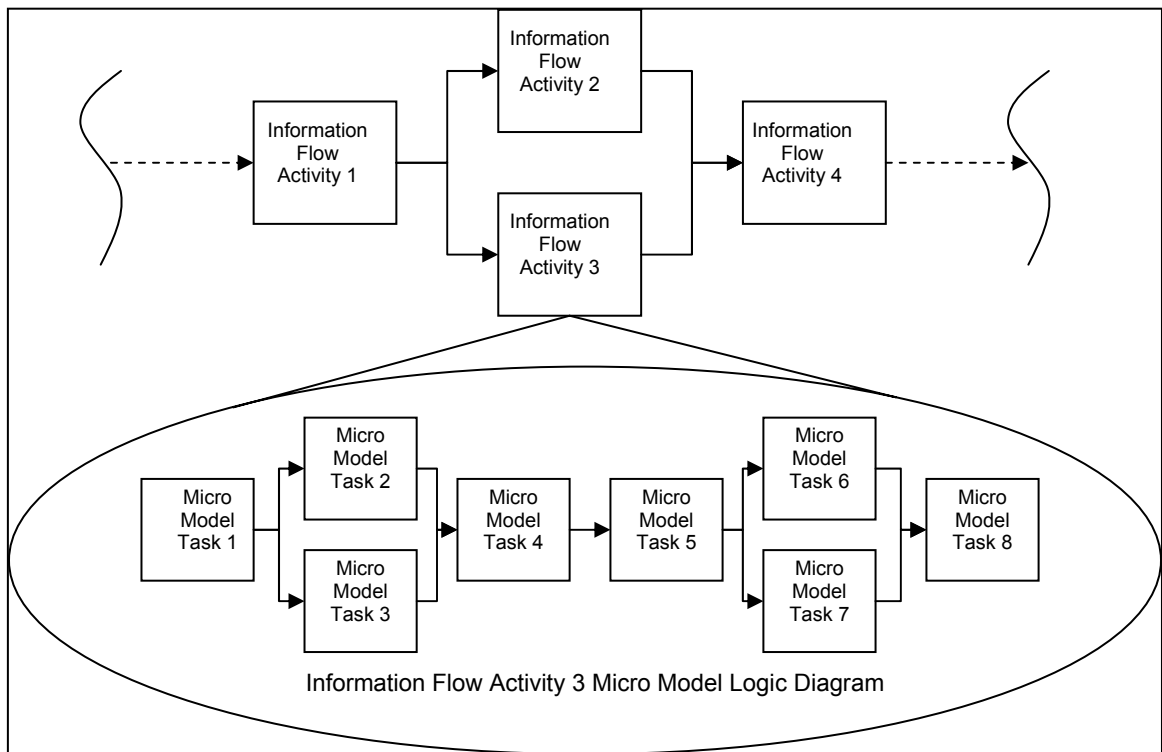 Information
Flow
Activity 2
Information
Flow
Activity 1
Information
Flow
Activity 4
Information
Flow
Activity 3
Micro
Model
Task 2
Micro
Model
Task 6
Micro
Model
Task 1
Micro
Model
Task 4
Micro
Model
Task 5
Micro
Model
Task 8
Micro
Model
Task 3
Micro
Model
Task 7
Information Flow Activity 3 Micro Model Logic Diagram